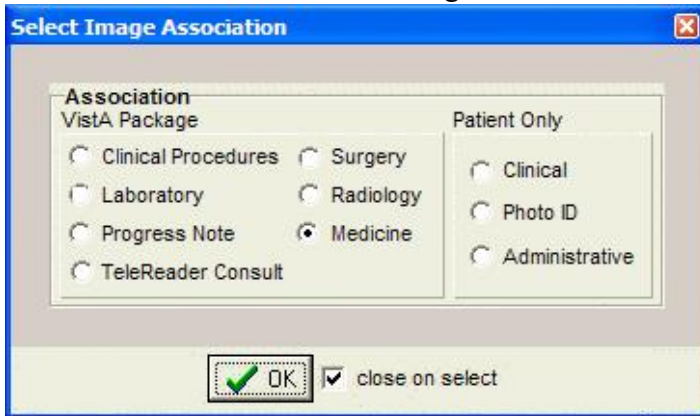 Select Image Association
Association
VistA Package
Patient Only
Clinical Procedures
Surgery
Clinical
Laboratory
Radiology
Photo ID
Progress Note
Medicine
Administrative
TeleReader Consult
OK
close on select